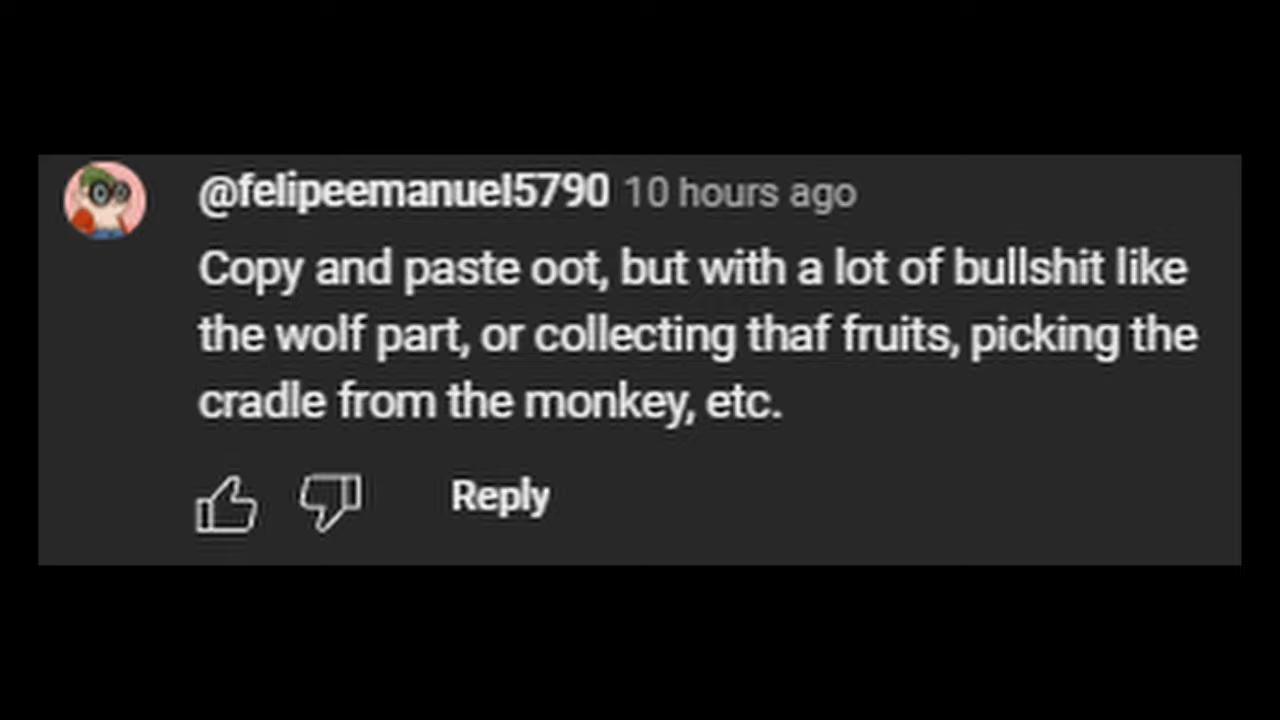 @felipeemanuel5790 10 hours ago
Copy and paste oot, but with a lot of bullshit like
the wolf part, or collecting thaf fruits, picking the
cradle from the monkey, etc.
Reply